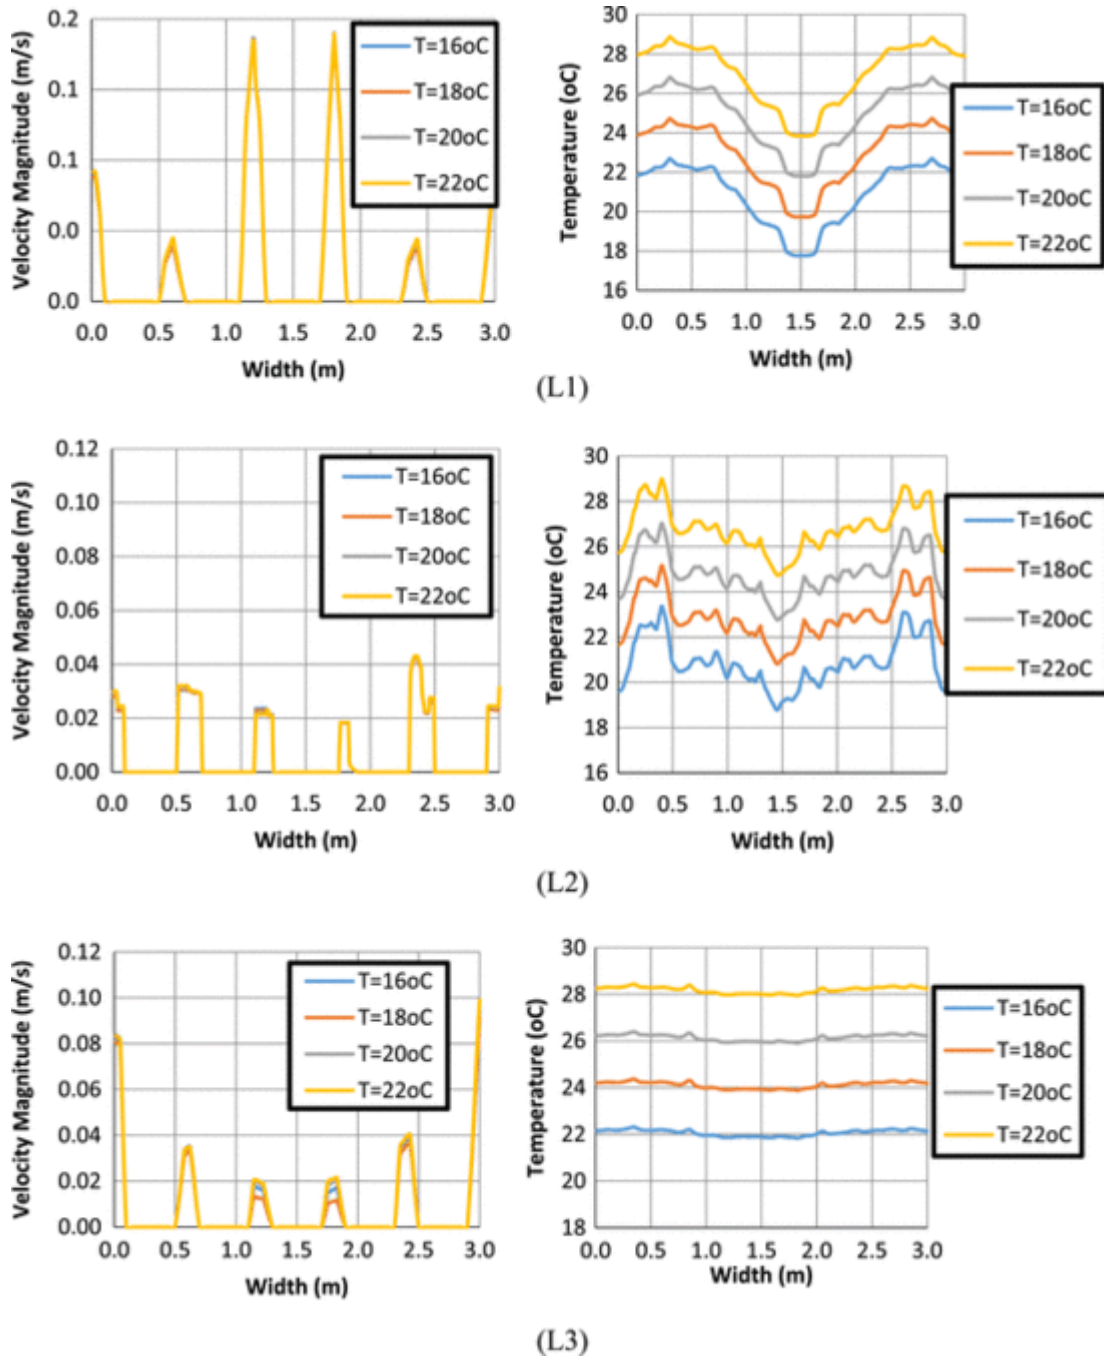 Velocity Magnitude (m/s)
0.2
0.1
0.1
0.0
0.0
0.0 0.5 1.0 1.5 2.0 2.5 3.0
Width (m)
T=16oC
T=18oC
T=20oC
T=22oC
Temperature (oC)
30
28
26
24
22
20
18
16
0.0 0.5 1.0 1.5 2.0 2.5 3.0
Width (m)
T=16oC
T=18oC
T=20oC
T=22oC
(L1)
Velocity Magnitude (m/s)
0.12
0.10
0.08
0.06
0.04
0.02
0.00
0.0 0.5 1.0 1.5 2.0 2.5 3.0
Width (m)
T=16oC
T=18oC
T=20oC
T=22oC
Temperature (oC)
30
28
26
24
22
20
18
16
0.0 0.5 1.0 1.5 2.0 2.5 3.0
Width (m)
T=16oC
T=18oC
T=20oC
T=22oC
(L2)
Velocity Magnitude (m/s)
0.12
0.10
0.08
0.06
0.04
0.02
0.00
0.0 0.5 1.0 1.5 2.0 2.5 3.0
Width (m)
T=16oC
T=18oC
T=20oC
T=22oC
Temperature (oC)
30
28
26
24
22
20
18
0.0 0.5 1.0 1.5 2.0 2.5 3.0
Width (m)
T=16oC
T=18oC
T=20oC
T=22oC
(L3)